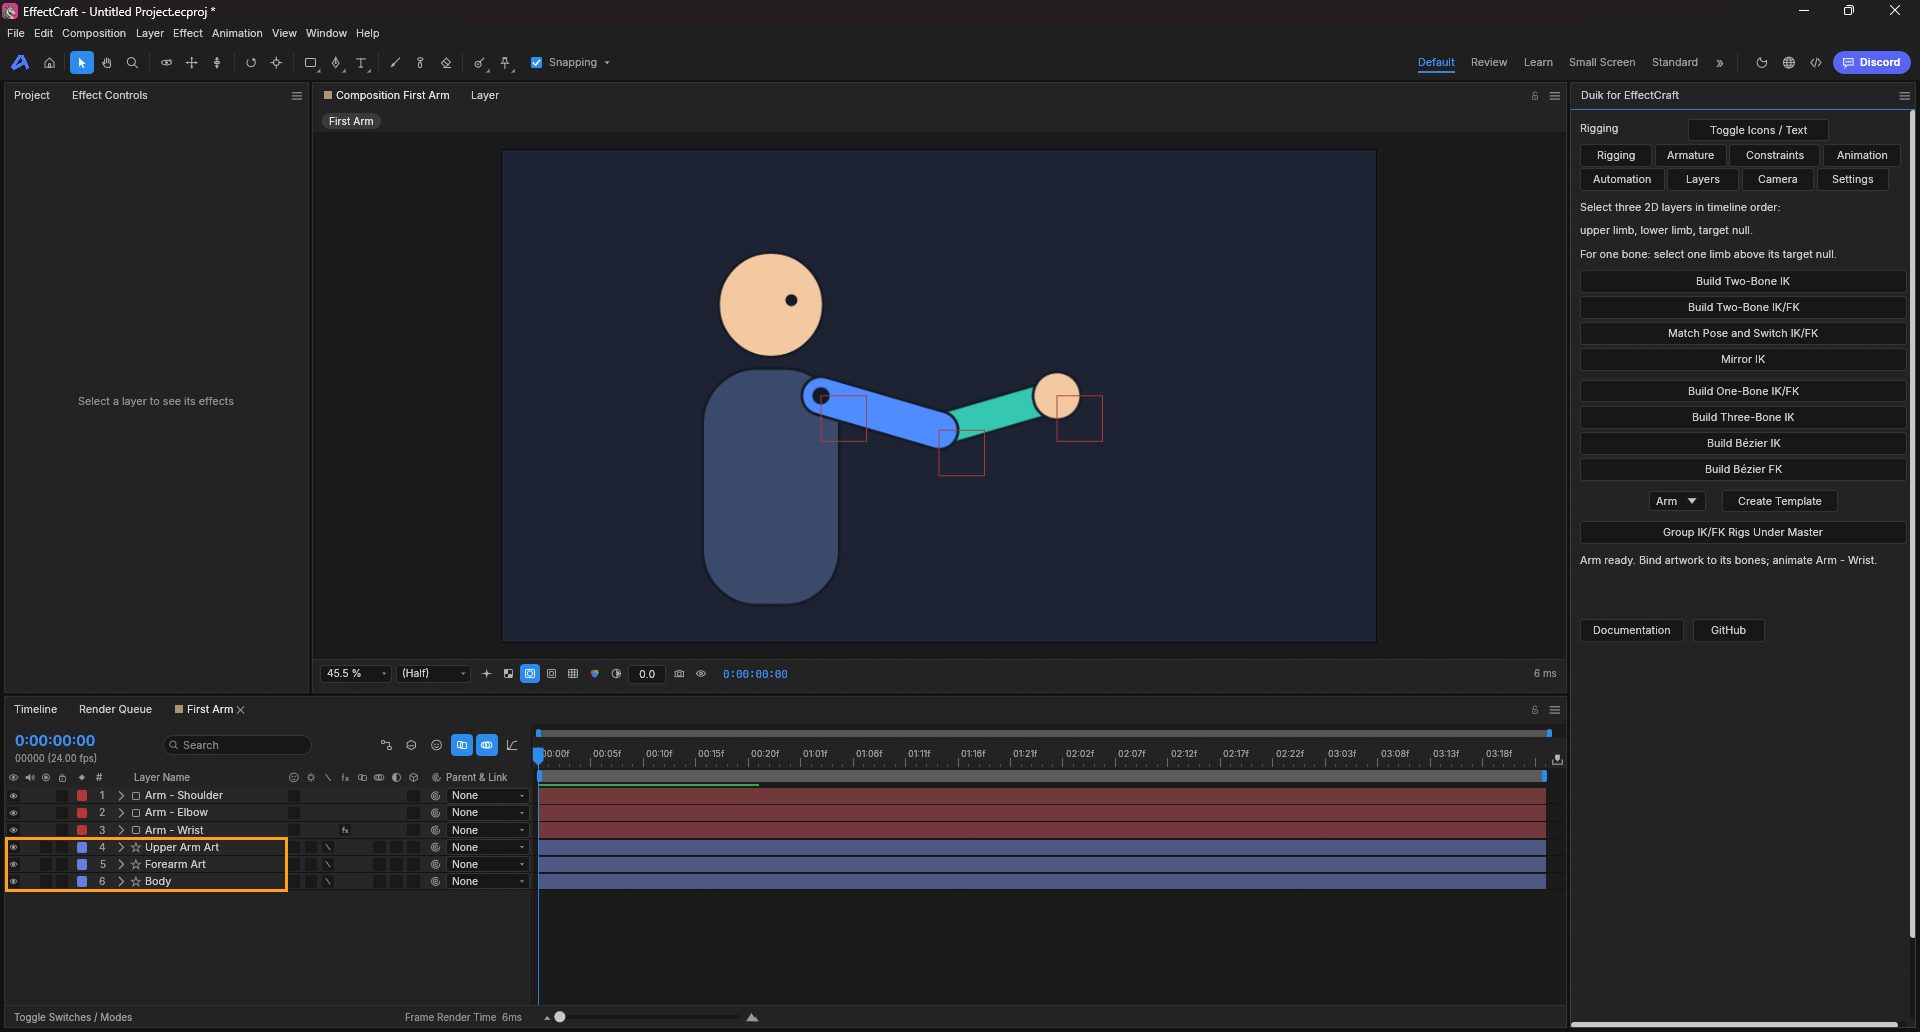 EffectCraft - Untitled Project.ecproj *
File Edit Composition Layer Effect Animation View Window Help
Snapping
Default Review Learn Small Screen Standard » Discord
Project Effect Controls
Select a layer to see its effects
Composition First Arm Layer
First Arm
45.5 % (Half) 0.0 0:00:00:00 6 ms
Duik for EffectCraft
Rigging Toggle Icons / Text
Rigging Armature Constraints Animation
Automation Layers Camera Settings
Select three 2D layers in timeline order:
upper limb, lower limb, target null.
For one bone: select one limb above its target null.
Build Two-Bone IK
Build Two-Bone IK/FK
Match Pose and Switch IK/FK
Mirror IK
Build One-Bone IK/FK
Build Three-Bone IK
Build Bézier IK
Build Bézier FK
Arm Create Template
Group IK/FK Rigs Under Master
Arm ready. Bind artwork to its bones; animate Arm - Wrist.
Documentation GitHub
Timeline Render Queue First Arm
0:00:00:00
00000 (24.00 fps)
Search
00:00f 00:05f 00:10f 00:15f 00:20f 01:01f 01:06f 01:11f 01:16f 01:21f 02:02f 02:07f 02:12f 02:17f 02:22f 03:03f 03:08f 03:13f 03:18f
# Layer Name fx Parent & Link
1 Arm - Shoulder None
2 Arm - Elbow None
3 Arm - Wrist fx None
4 Upper Arm Art None
5 Forearm Art None
6 Body None
Toggle Switches / Modes Frame Render Time 6ms